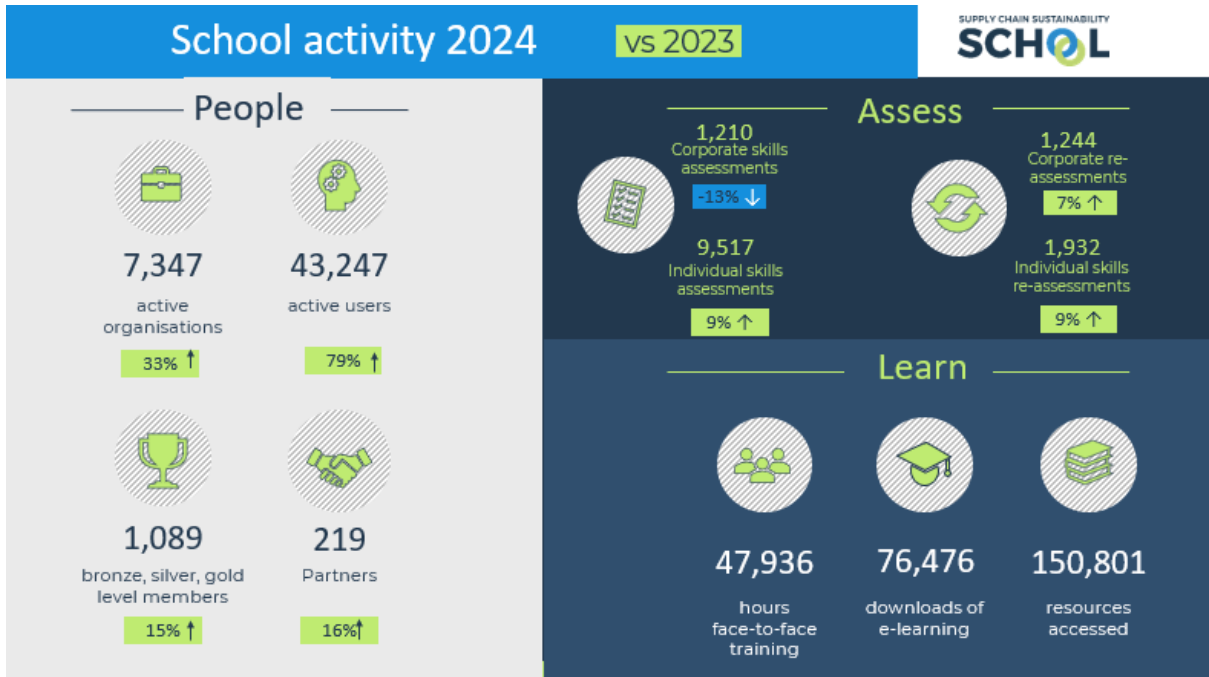 School activity 2024
vs 2023
SUPPLY CHAIN SUSTAINABILITY
SCHOOL
People
7,347
active
organisations
33% ↑
43,247
active users
79% ↑
1,089
bronze, silver, gold
level members
15% ↑
219
Partners
16%↑
Assess
1,210
Corporate skills
assessments
-13% ↓
1,244
Corporate re-
assessments
7% ↑
9,517
Individual skills
assessments
9% ↑
1,932
Individual skills
re-assessments
9% ↑
Learn
47,936
hours
face-to-face
training
76,476
downloads of
e-learning
150,801
resources
accessed